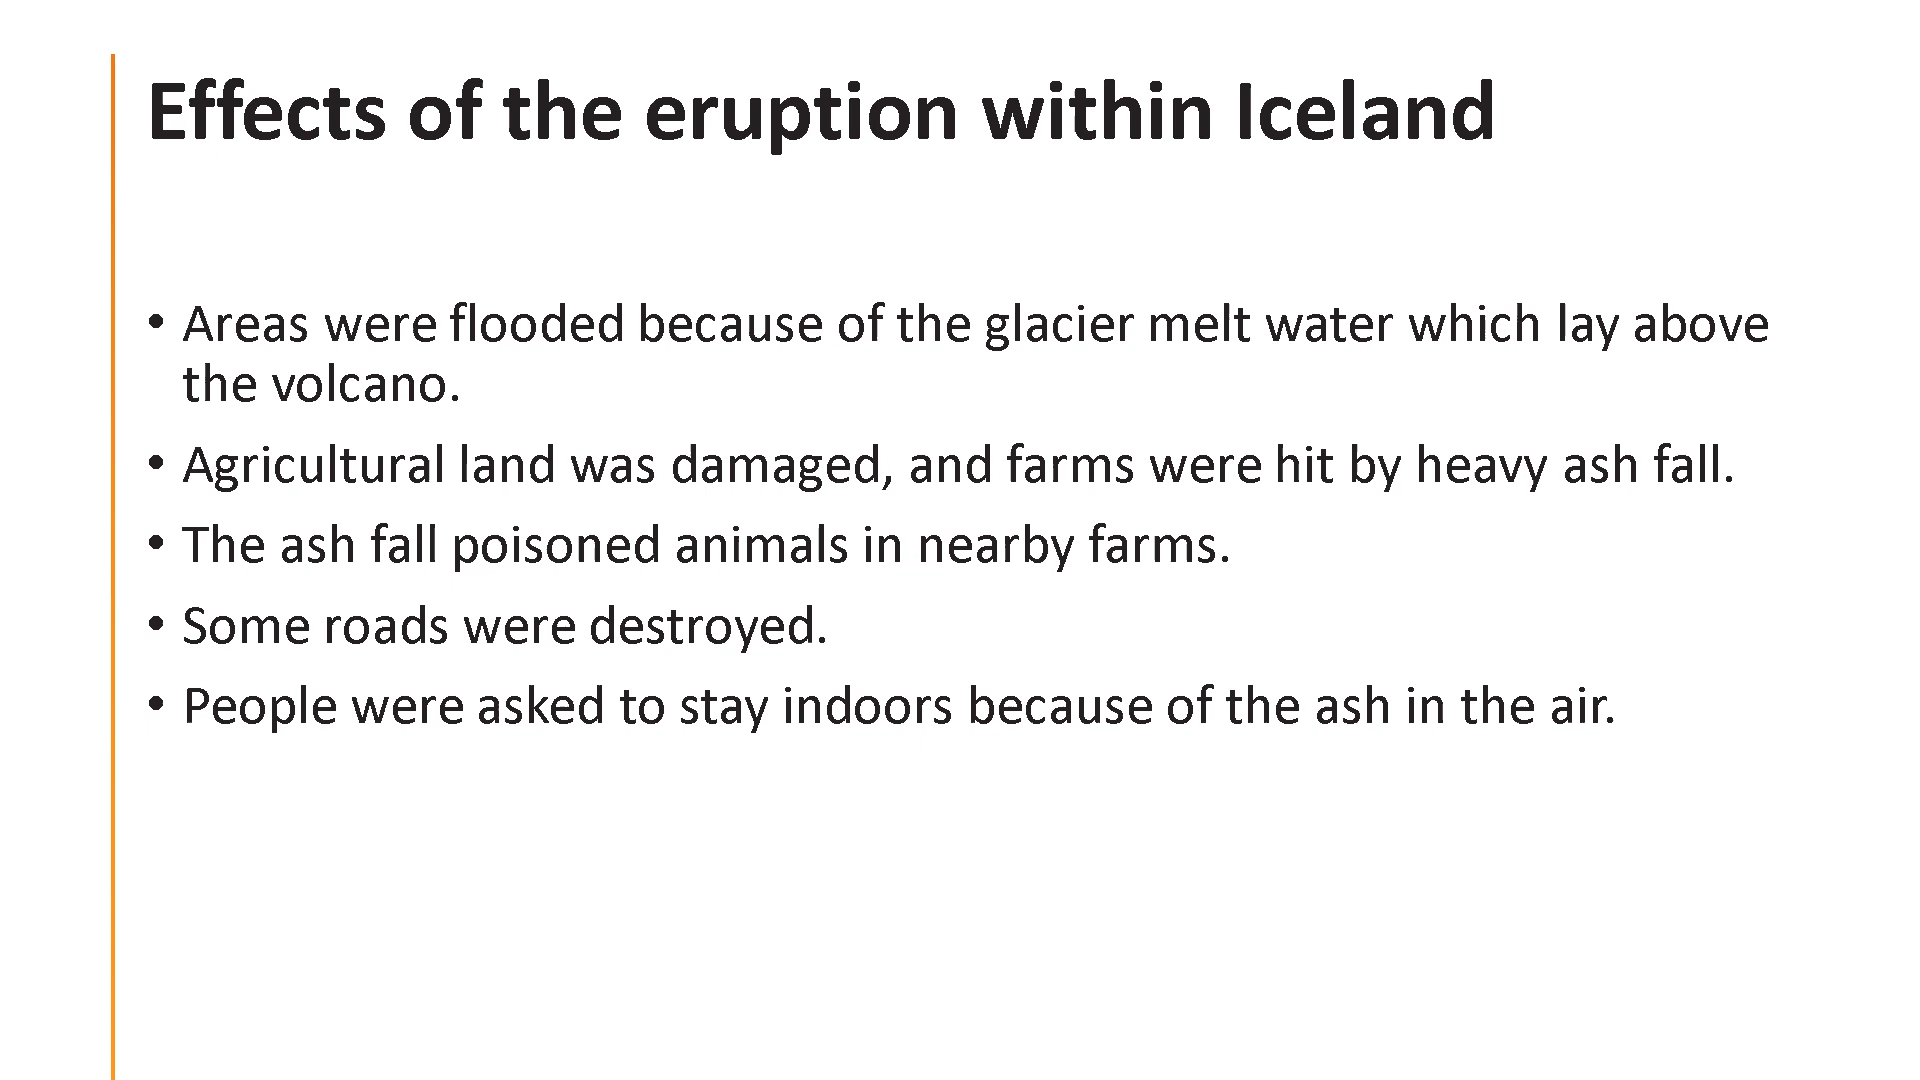 Effects of the eruption within Iceland
• Areas were flooded because of the glacier melt water which lay above
the volcano.
• Agricultural land was damaged, and farms were hit by heavy ash fall.
• The ash fall poisoned animals in nearby farms.
• Some roads were destroyed.
• People were asked to stay indoors because of the ash in the air.